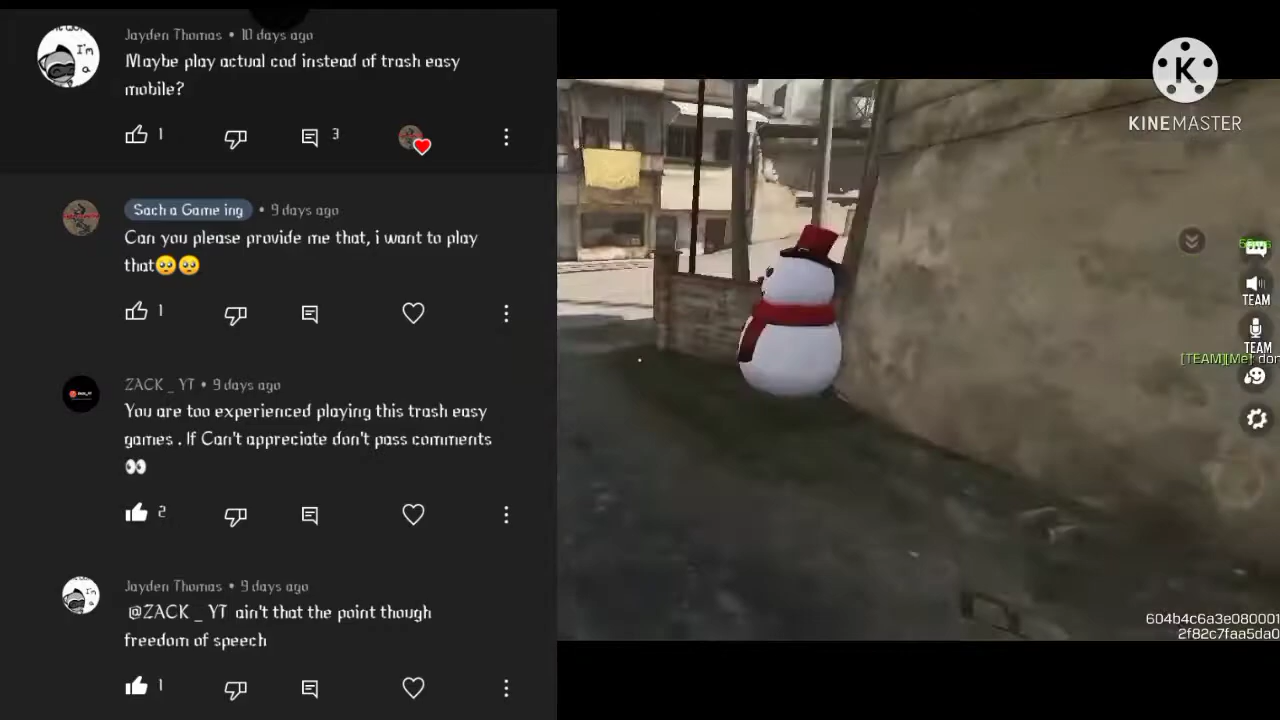 Jayden Thomas • 10 days ago
Maybe play actual cod instead of trash easy
mobile?
1
3
Sach a Game ing • 9 days ago
Can you please provide me that, i want to play
that🥺🥺
1
ZACK _ YT • 9 days ago
You are too experienced playing this trash easy
games . If Can't appreciate don't pass comments
👀
2
Jayden Thomas • 9 days ago
@ZACK _ YT ain't that the point though
freedom of speech
1
K
KINEMASTER
TEAM
TEAM
[TEAM][Me]: don
604b4c6a3e080001
2f82c7faa5da0